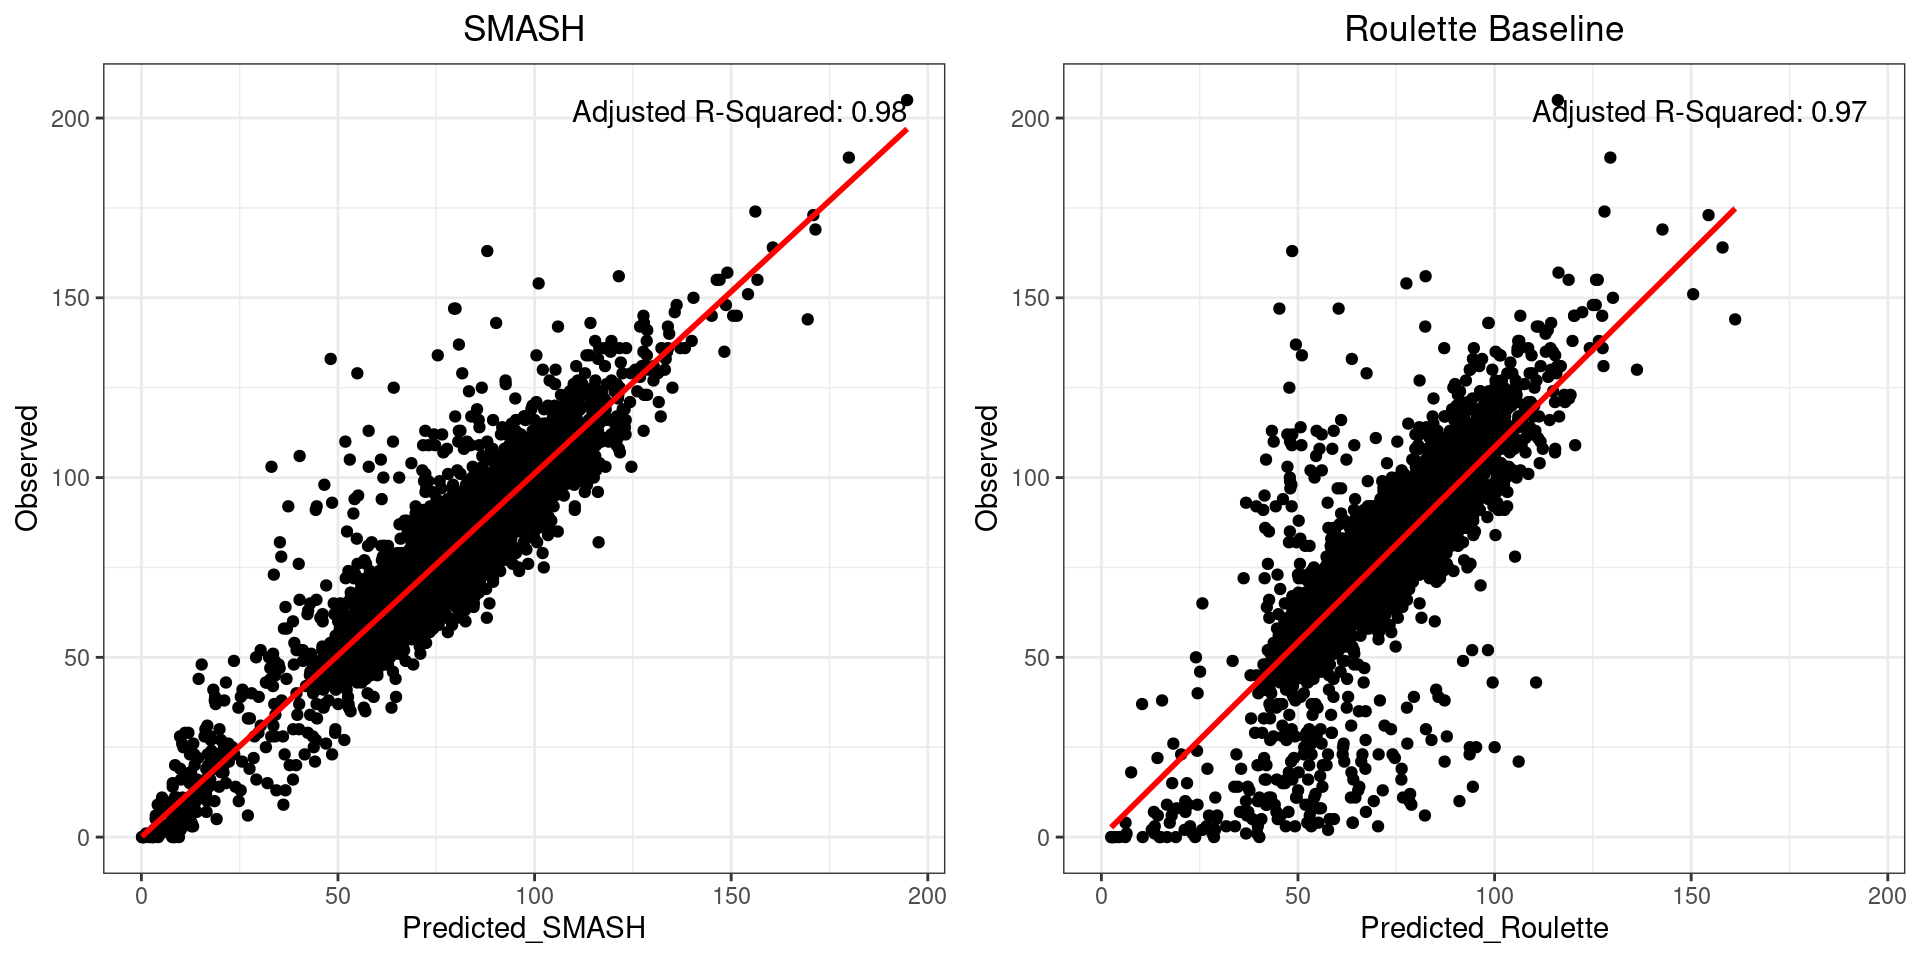 SMASH
Adjusted R-Squared: 0.98
200
150
100
50
0
Observed
0 50 100 150 200
Predicted_SMASH
Roulette Baseline
Adjusted R-Squared: 0.97
200
150
100
50
0
Observed
0 50 100 150 200
Predicted_Roulette